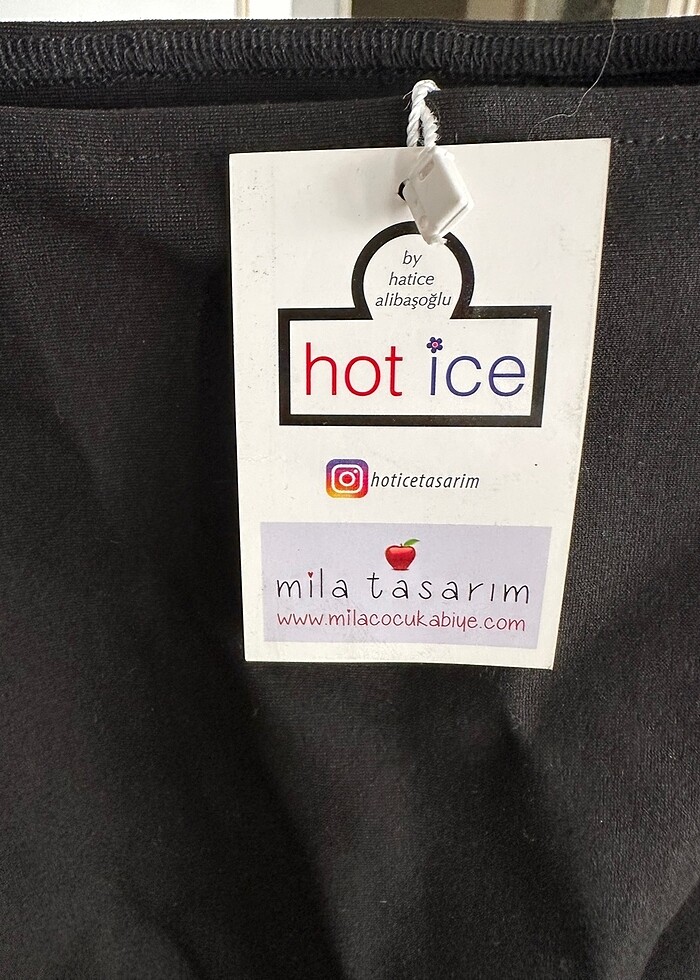 by
hatice
alibaşoğlu
hot ice
hoticetasarim
mila tasarım
www.milacocukabiye.com